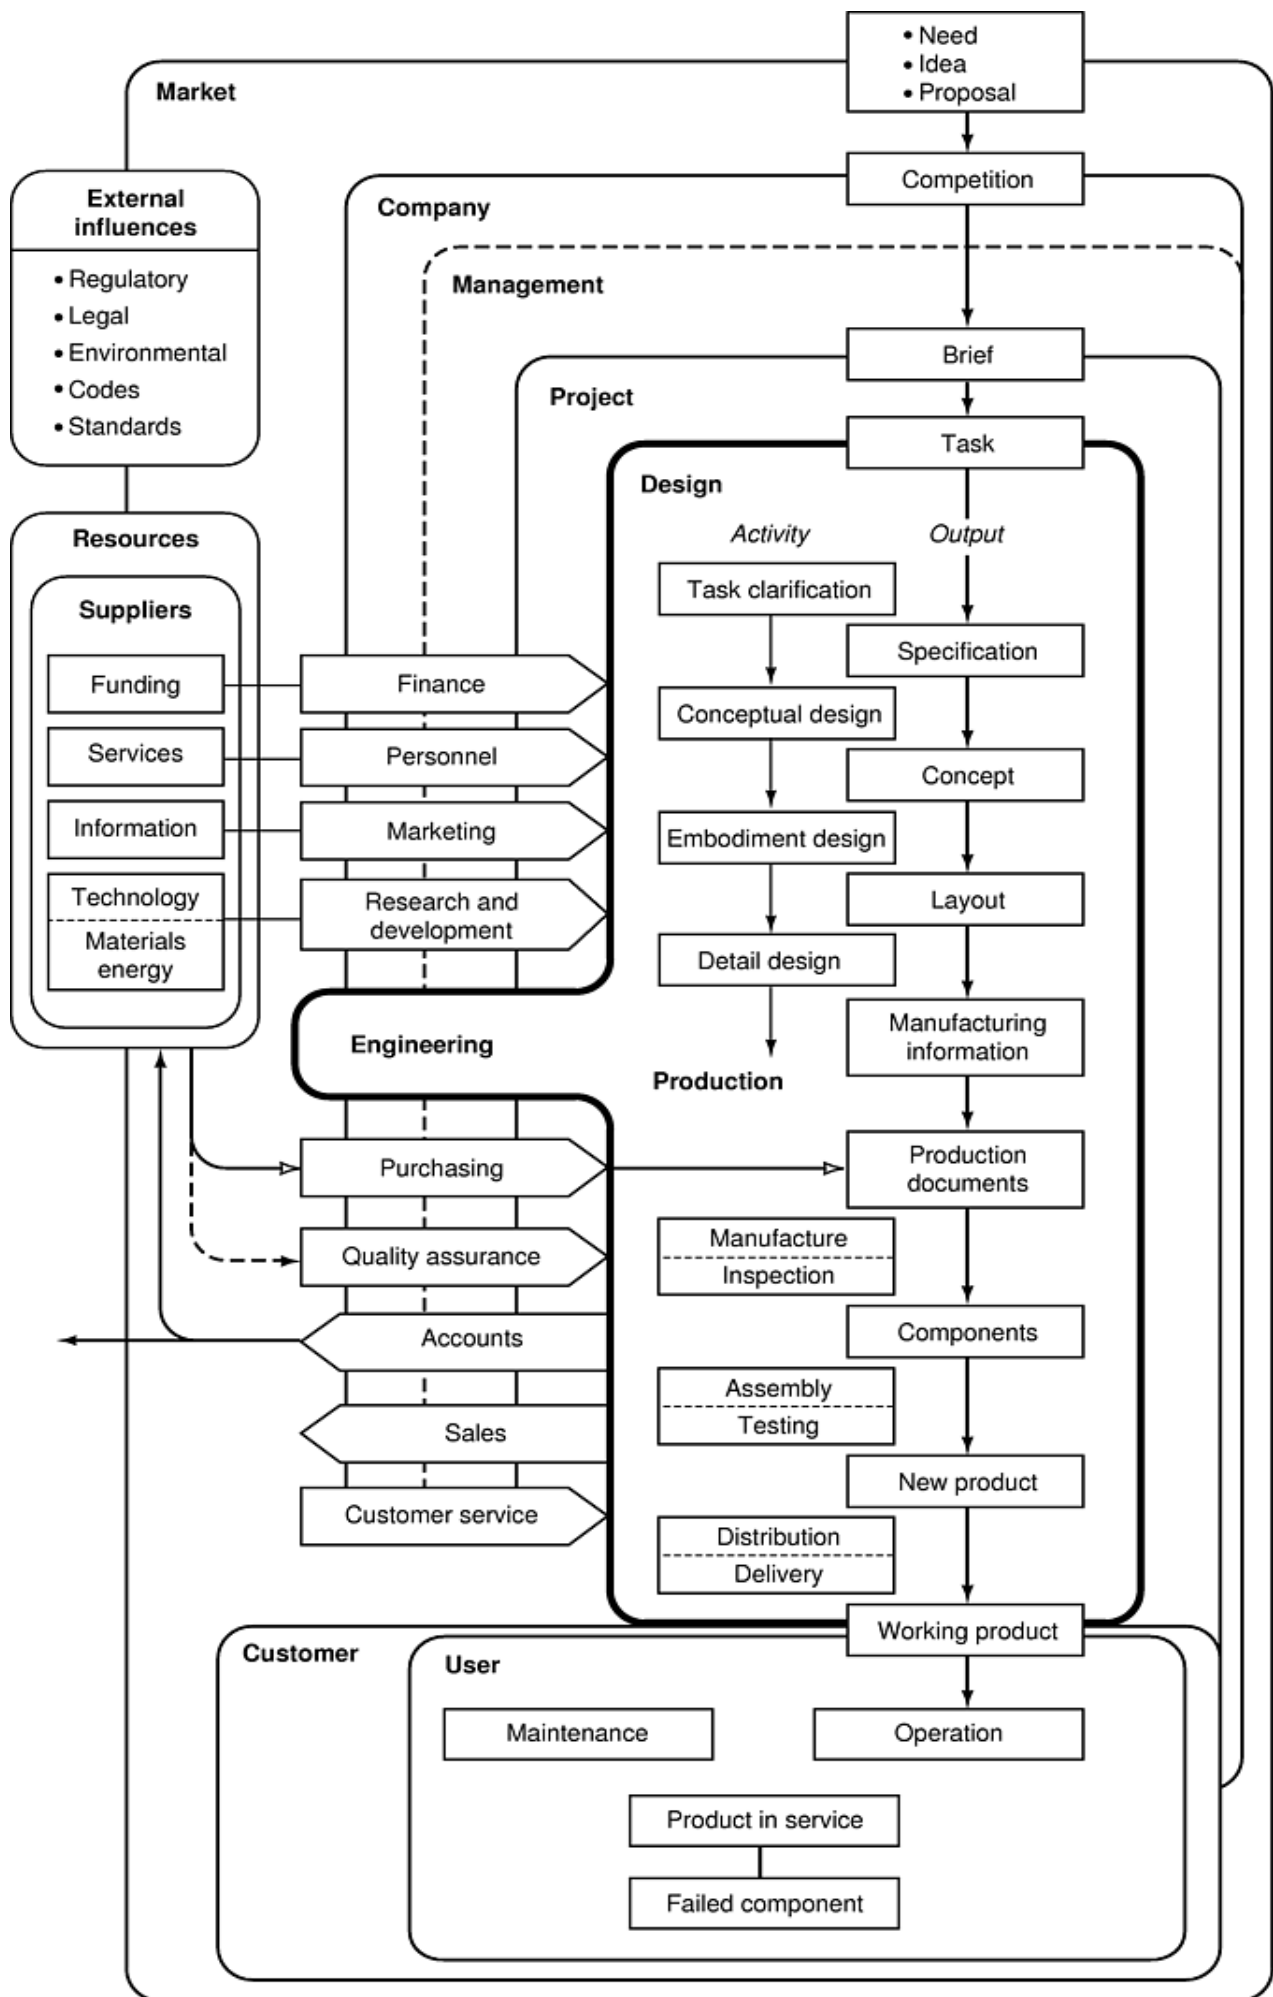 • Need
• Idea
• Proposal
Market
Competition
External
influences
• Regulatory
• Legal
• Environmental
• Codes
• Standards
Company
Management
Brief
Project
Task
Design
Activity
Output
Task clarification
Specification
Conceptual design
Concept
Embodiment design
Layout
Detail design
Manufacturing
information
Resources
Suppliers
Funding
Finance
Services
Personnel
Information
Marketing
Technology
Materials
energy
Research and
development
Engineering
Production
Purchasing
Production
documents
Quality assurance
Manufacture
Inspection
Accounts
Components
Assembly
Testing
Sales
New product
Customer service
Distribution
Delivery
Working product
Customer
User
Maintenance
Operation
Product in service
Failed component